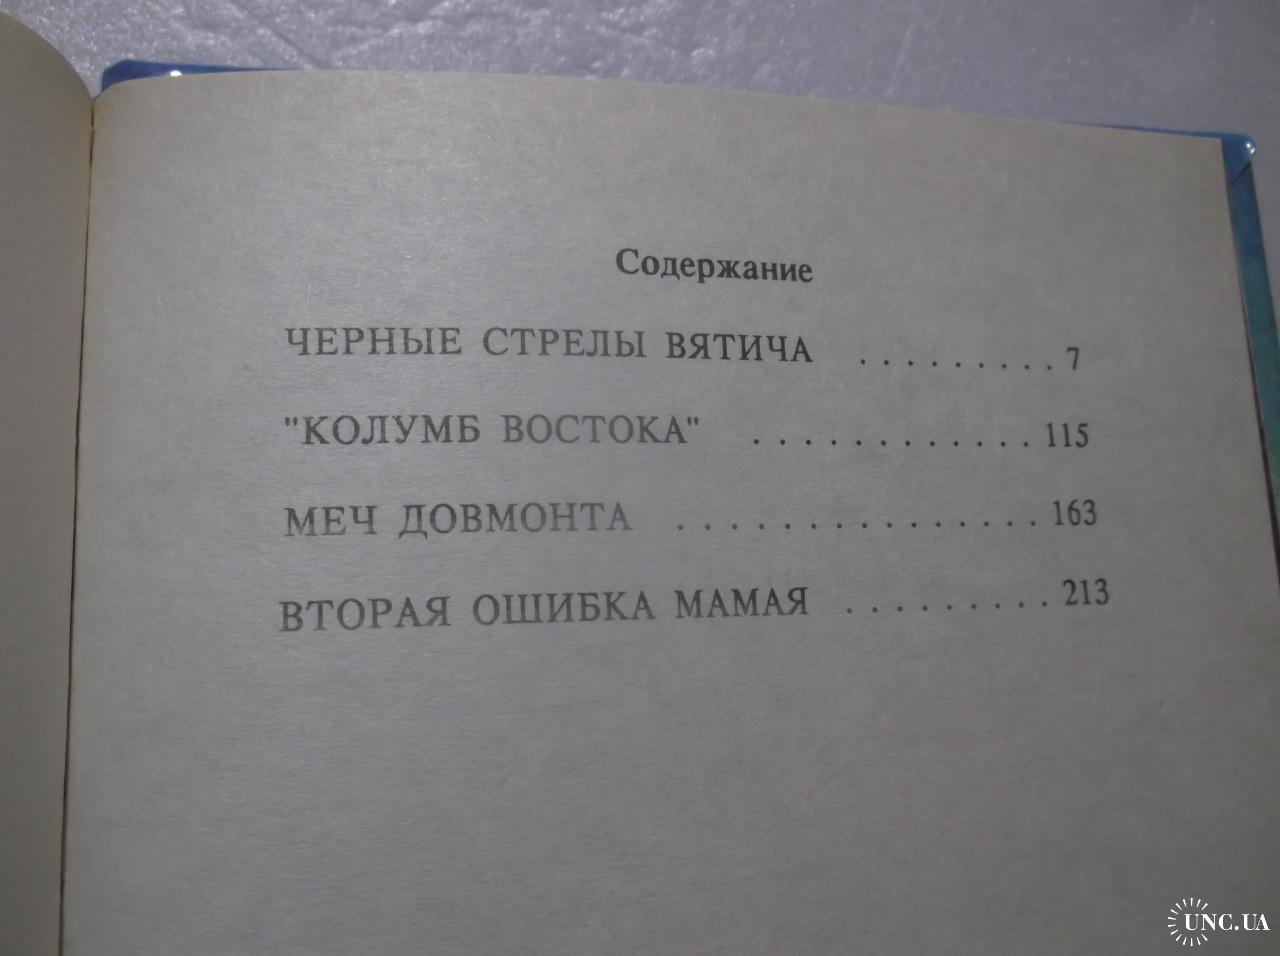 Содержание
ЧЕРНЫЕ СТРЕЛЫ ВЯТИЧА . . . . . . . . . 7
"КОЛУМБ ВОСТОКА" . . . . . . . . . . . . 115
МЕЧ ДОВМОНТА . . . . . . . . . . . . . . . 163
ВТОРАЯ ОШИБКА МАМАЯ . . . . . . . . . 213
UNC.UA